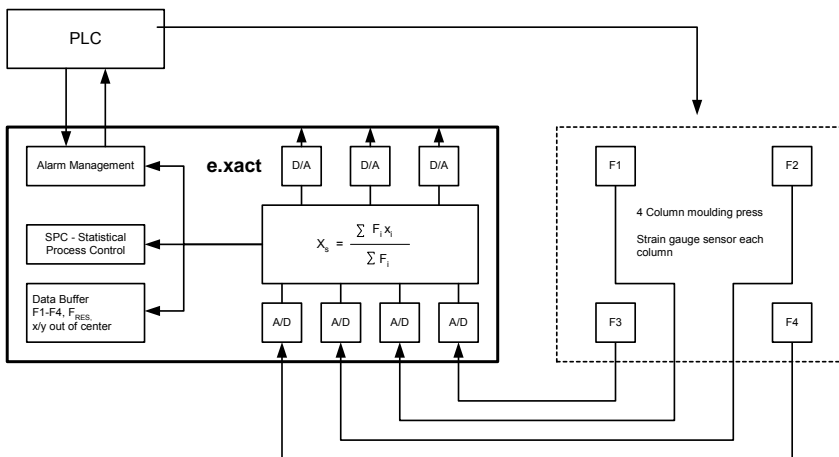 PLC
e.xact
Alarm Management
D/A
D/A
D/A
F1
F2
4 Column moulding press
Strain gauge sensor each
column
SPC - Statistical
Process Control
X_s = ∑ F_i x_i / ∑ F_i
Data Buffer
F1-F4, F_RES,
x/y out of center
A/D
A/D
A/D
A/D
F3
F4